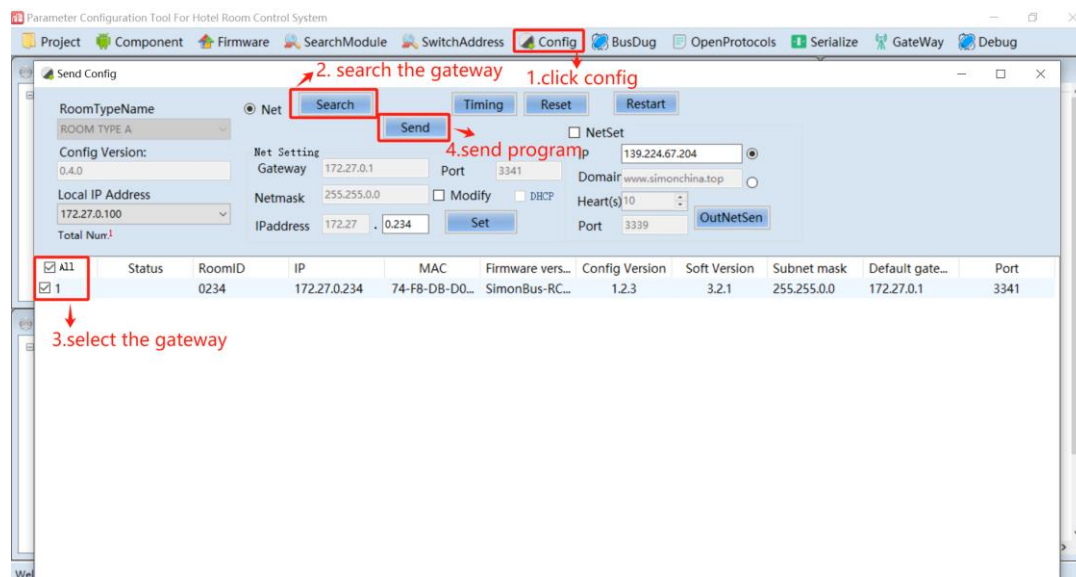 Parameter Configuration Tool For Hotel Room Control System
Project Component Firmware SearchModule SwitchAddress Config BusDug OpenProtocols Serialize GateWay Debug
Send Config
2. search the gateway
1.click config
RoomTypeName
Net
Search
Timing
Reset
Restart
ROOM TYPE A
Send
4.send program
NetSet
Config Version:
0.4.0
Net Setting
Gateway 172.27.0.1
Port 3341
Ip 139.224.67.204
Domair www.simonchina.top
Local IP Address
172.27.0.100
Netmask 255.255.0.0
Modify
DHCP
Heart(s) 10
Total Num: 1
IPaddress 172.27 . 0.234
Set
Port 3339
OutNetSen
All Status RoomID IP MAC Firmware vers... Config Version Soft Version Subnet mask Default gate... Port
1 0234 172.27.0.234 74-F8-DB-D0... SimonBus-RC... 1.2.3 3.2.1 255.255.0.0 172.27.0.1 3341
3.select the gateway
Wel